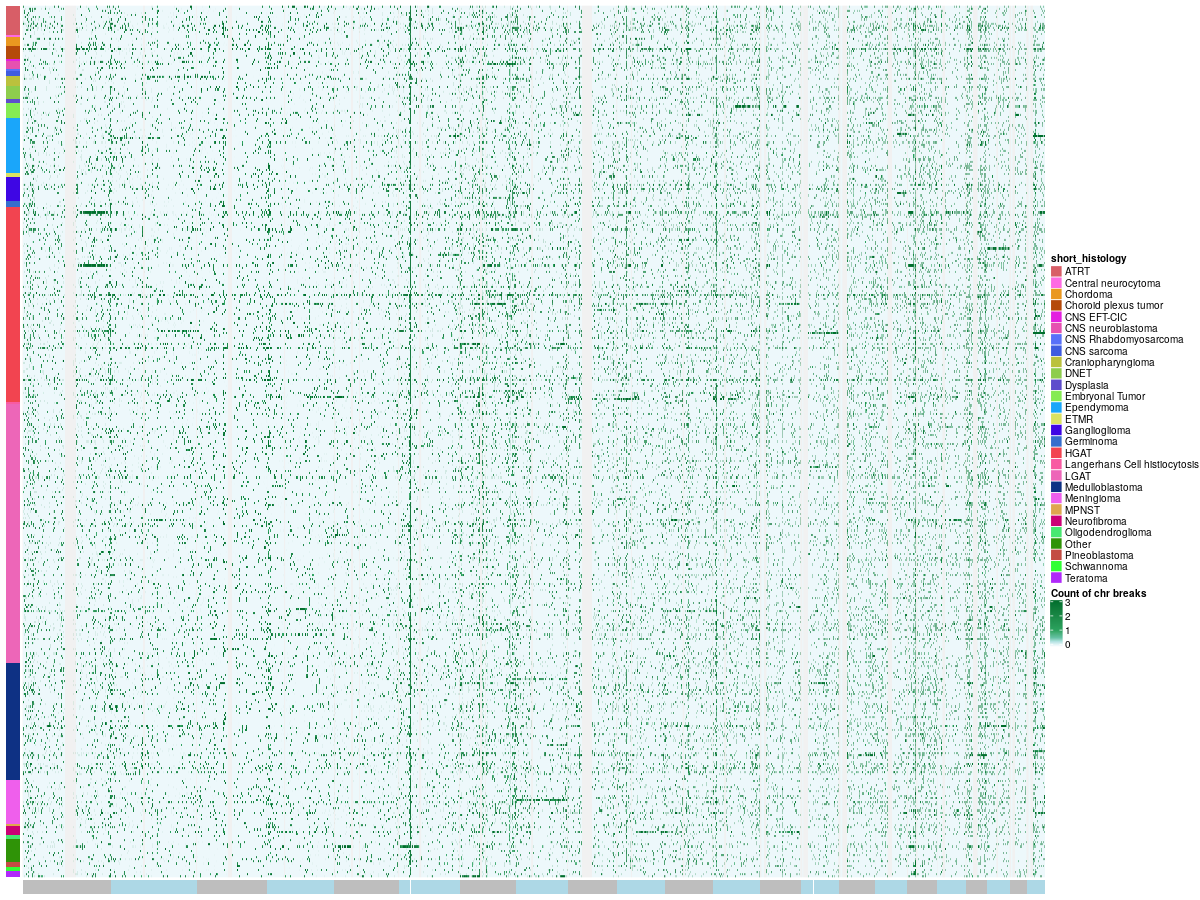 short_histology
ATRT
Central neurocytoma
Chordoma
Choroid plexus tumor
CNS EFT-CIC
CNS neuroblastoma
CNS Rhabdomyosarcoma
CNS sarcoma
Craniopharyngioma
DNET
Dysplasia
Embryonal Tumor
Ependymoma
ETMR
Ganglioglioma
Germinoma
HGAT
Langerhans Cell histiocytosis
LGAT
Medulloblastoma
Meningioma
MPNST
Neurofibroma
Oligodendroglioma
Other
Pineoblastoma
Schwannoma
Teratoma
Count of chr breaks
3
2
1
0